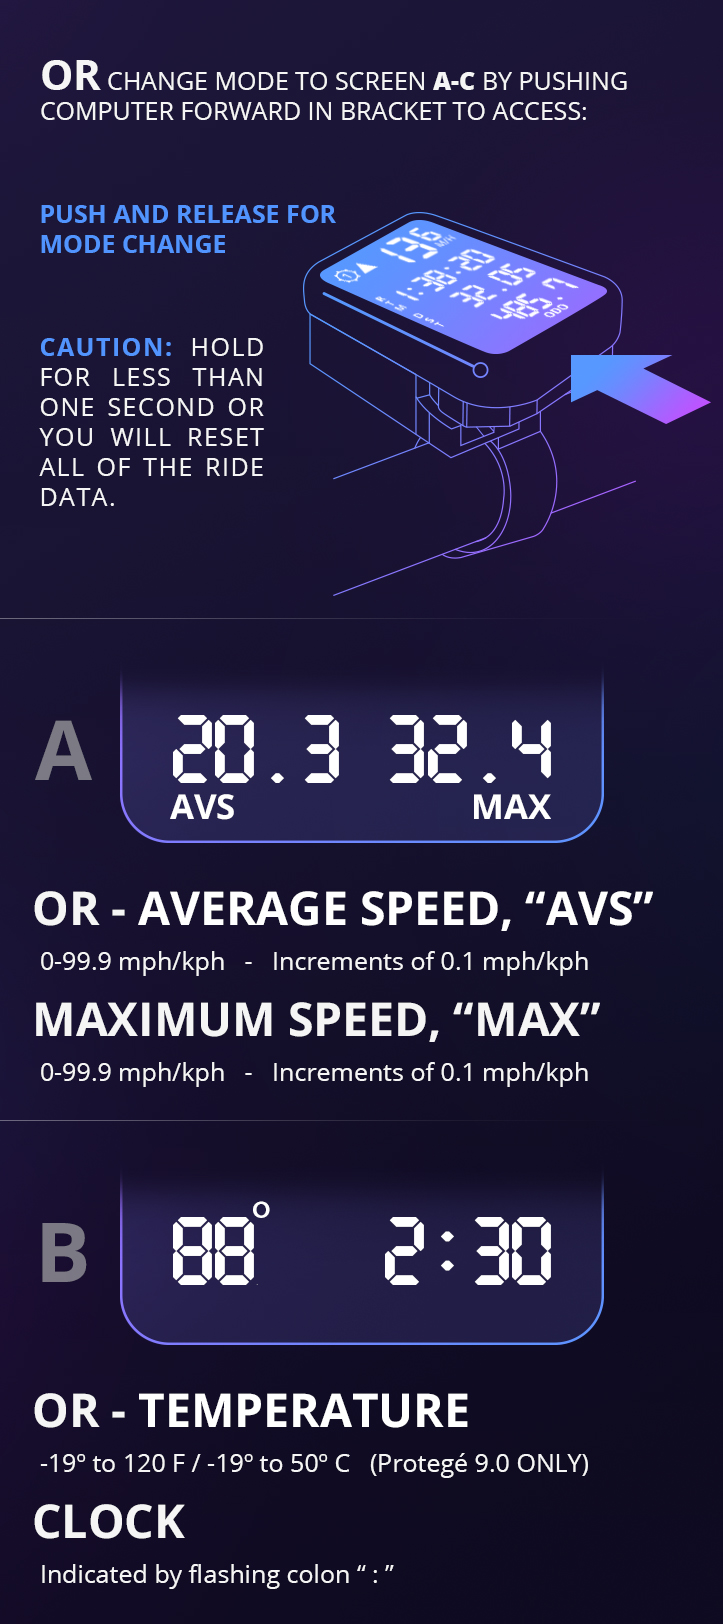 OR CHANGE MODE TO SCREEN A-C BY PUSHING
COMPUTER FORWARD IN BRACKET TO ACCESS:
PUSH AND RELEASE FOR
MODE CHANGE
CAUTION: HOLD
FOR LESS THAN
ONE SECOND OR
YOU WILL RESET
ALL OF THE RIDE
DATA.
ODO
A
20.3 32.4
AVS MAX
OR - AVERAGE SPEED, “AVS”
0-99.9 mph/kph - Increments of 0.1 mph/kph
MAXIMUM SPEED, “MAX”
0-99.9 mph/kph - Increments of 0.1 mph/kph
B
88° 2:30
OR - TEMPERATURE
-19º to 120 F / -19º to 50º C (Protegé 9.0 ONLY)
CLOCK
Indicated by flashing colon “ : ”